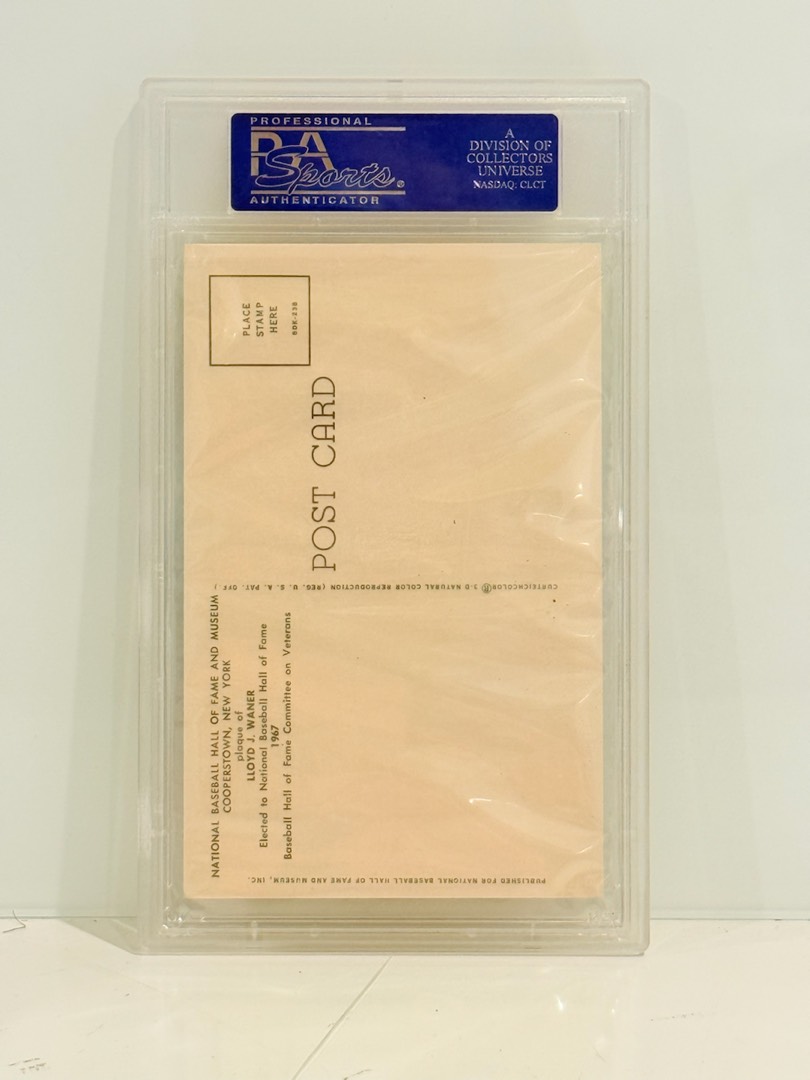 PROFESSIONAL
PSA
Sports®
AUTHENTICATOR
A
DIVISION OF
COLLECTORS
UNIVERSE
NASDAQ: CLCT
PLACE
STAMP
HERE
POST CARD
CURTEICHCOLOR® 3-D NATURAL COLOR REPRODUCTION (REG. U. S. A. PAT. OFF.)
NATIONAL BASEBALL HALL OF FAME AND MUSEUM
COOPERSTOWN, NEW YORK
plaque of
LLOYD J. WANER
Elected to National Baseball Hall of Fame
1967
Baseball Hall of Fame Committee on Veterans
PUBLISHED FOR NATIONAL BASEBALL HALL OF FAME AND MUSEUM, INC.